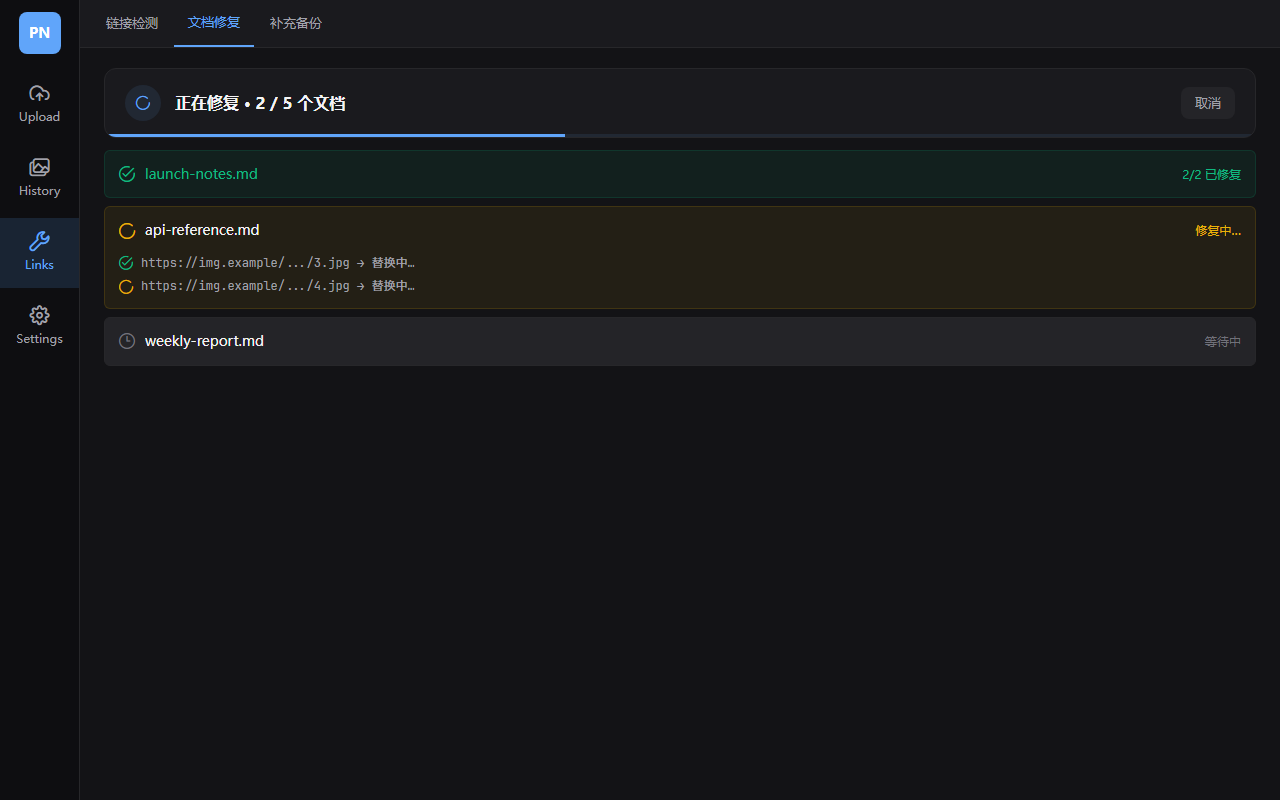 PN
Upload
History
Links
Settings
链接检测
文档修复
补充备份
正在修复 • 2 / 5 个文档
取消
launch-notes.md
2/2 已修复
api-reference.md
修复中…
https://img.example/.../3.jpg → 替换中…
https://img.example/.../4.jpg → 替换中…
weekly-report.md
等待中